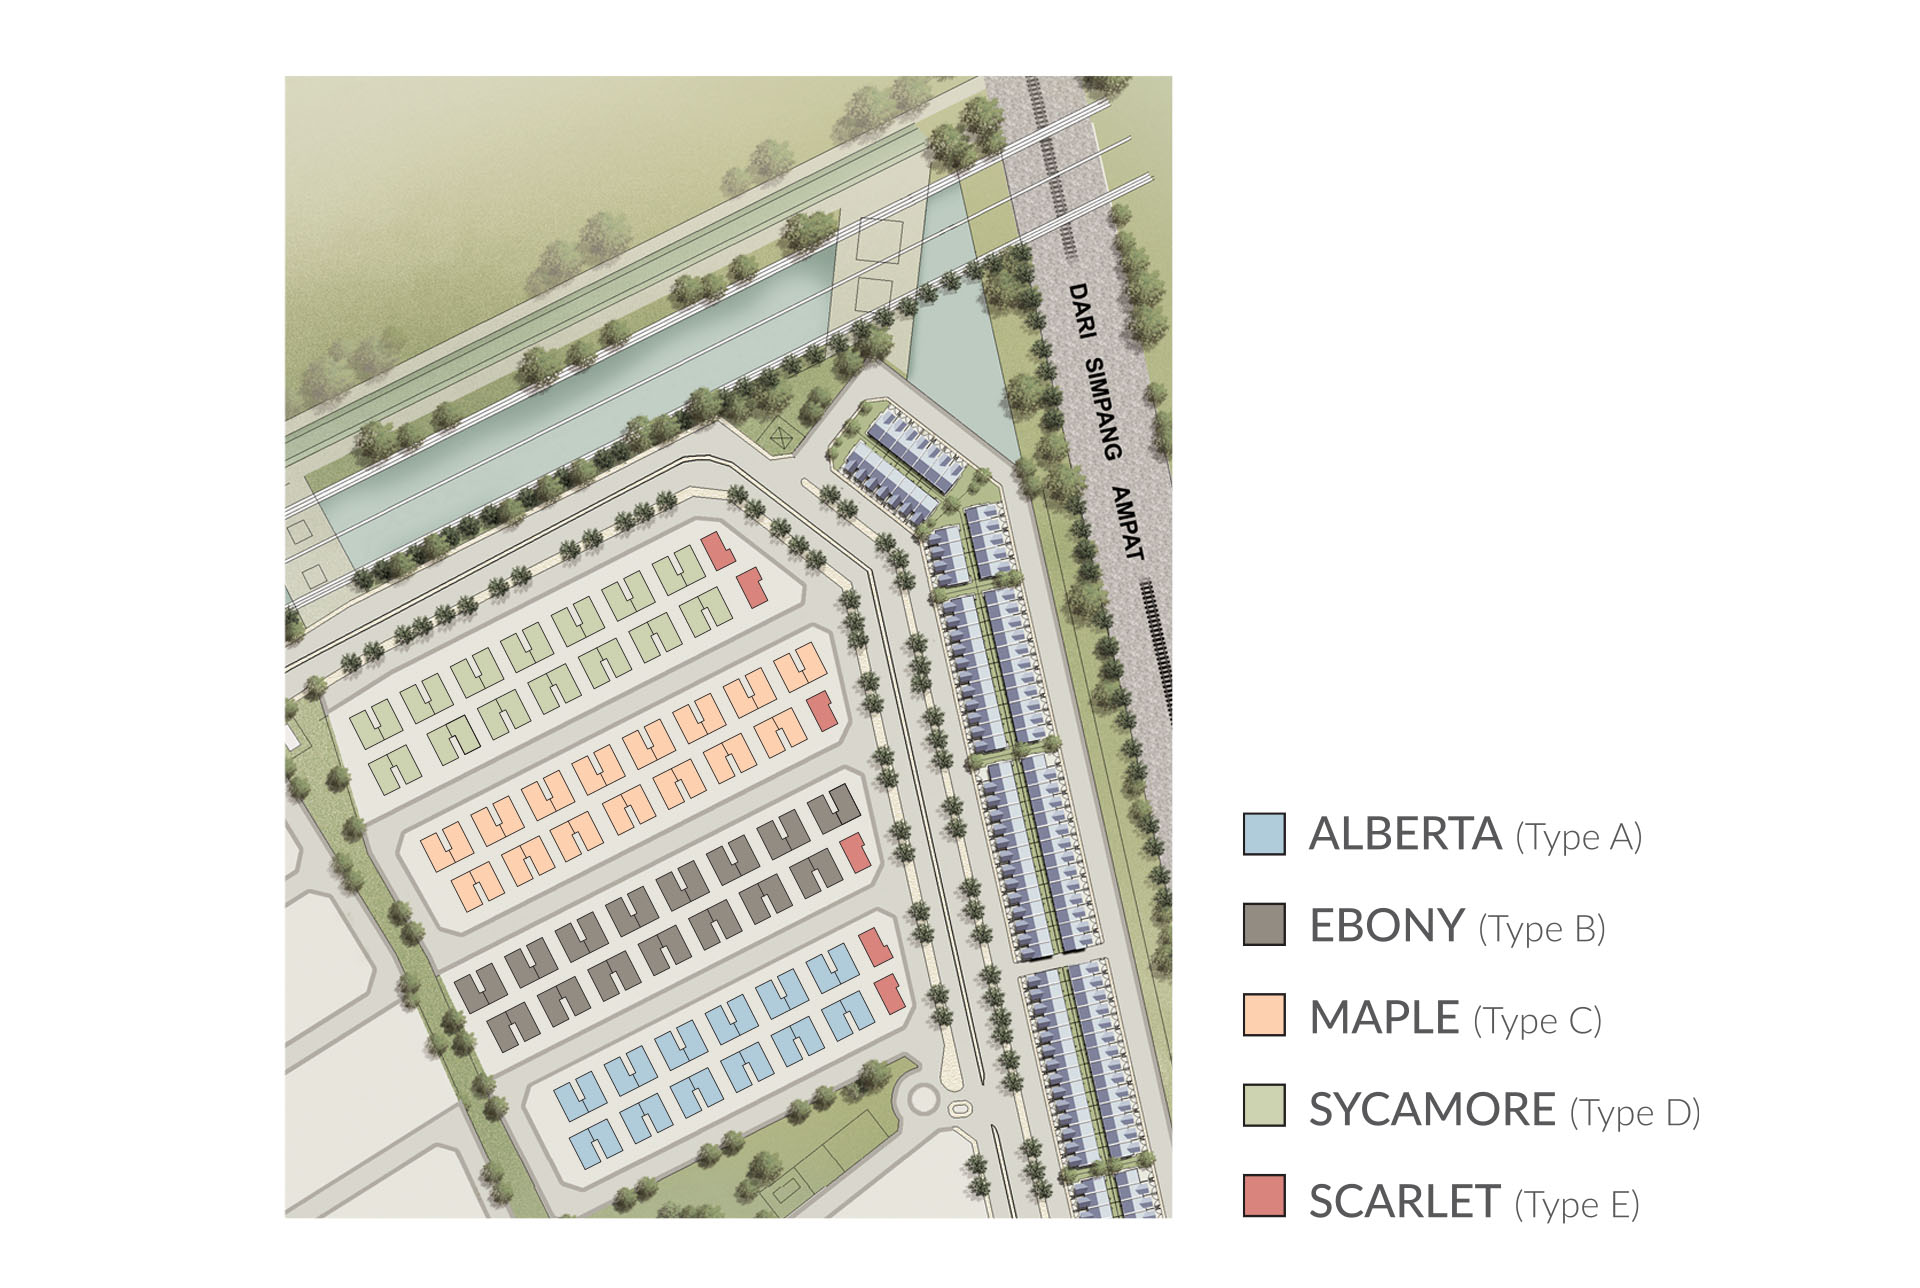 DARI SIMPANG AMPAT
ALBERTA (Type A)
EBONY (Type B)
MAPLE (Type C)
SYCAMORE (Type D)
SCARLET (Type E)